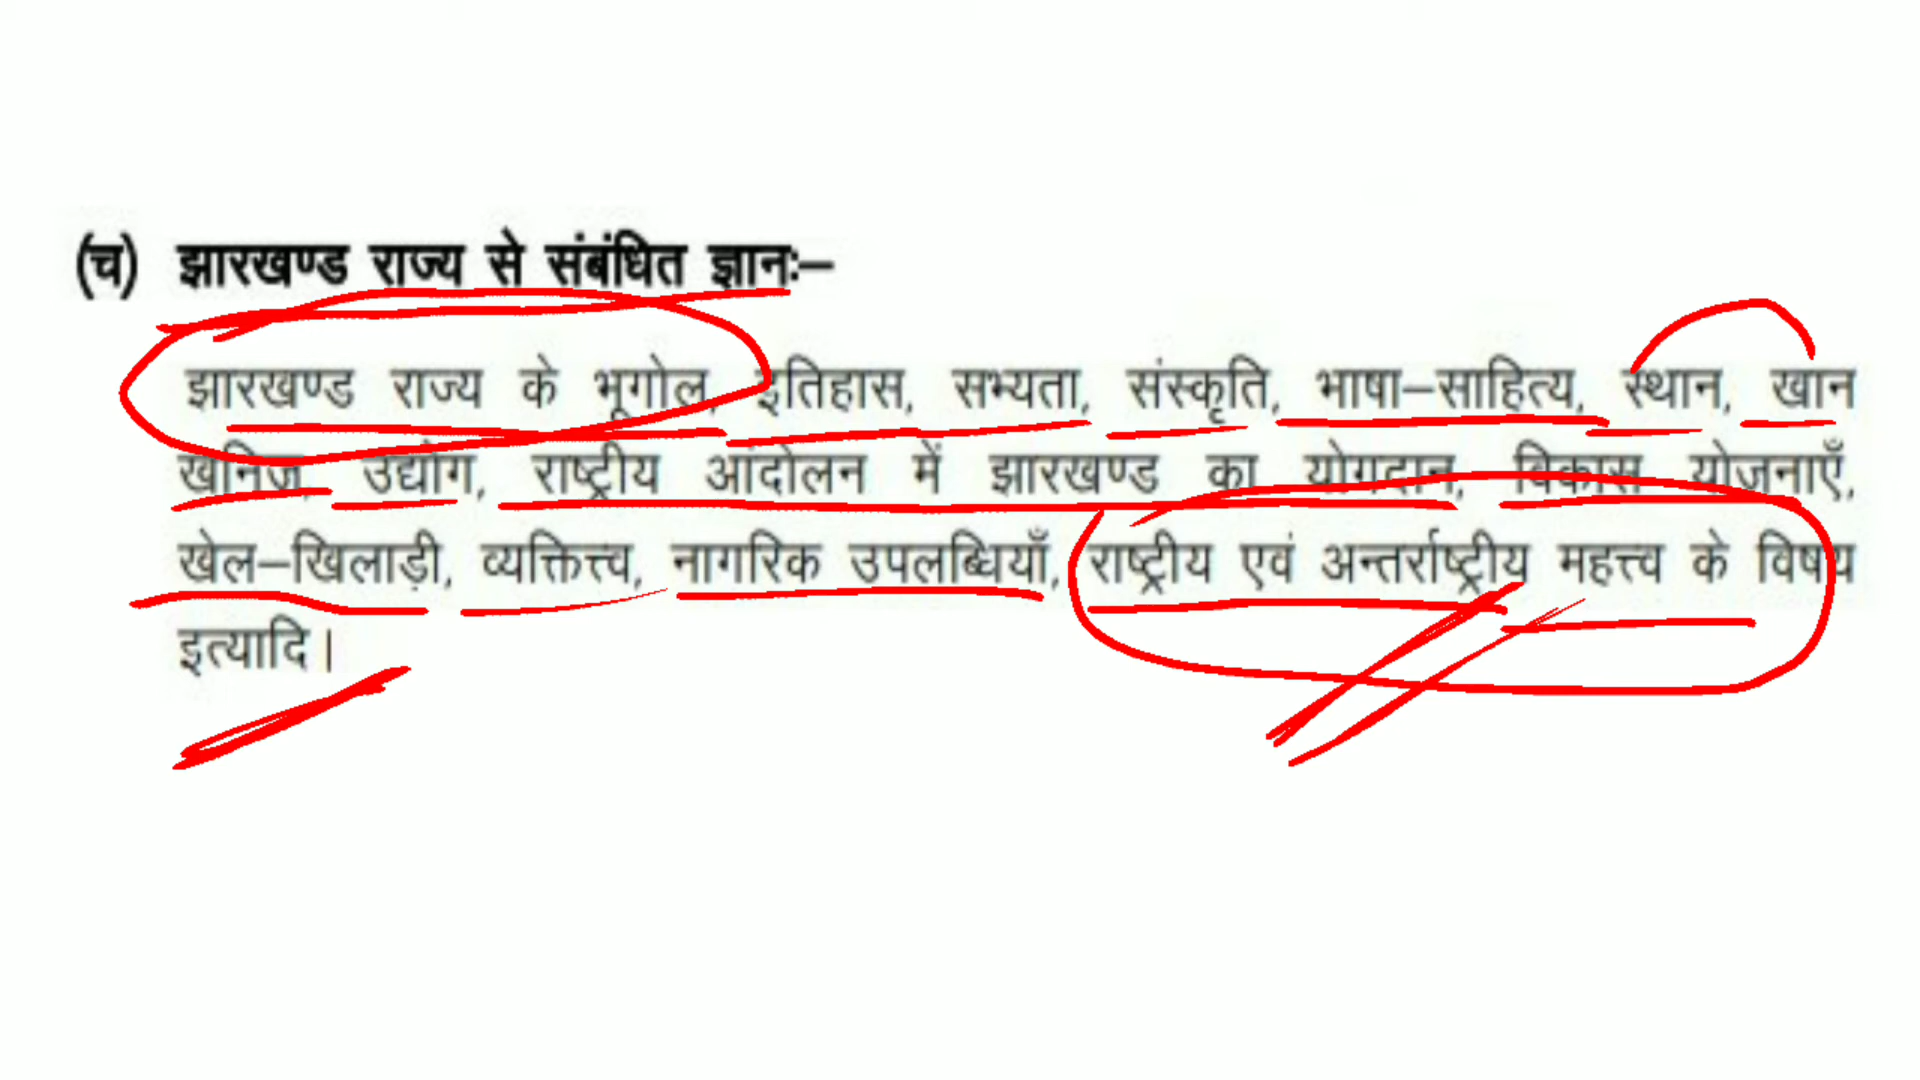 (च) झारखण्ड राज्य से संबंधित ज्ञानः–
झारखण्ड राज्य के भूगोल, इतिहास, सभ्यता, संस्कृति, भाषा–साहित्य, स्थान, खान
खनिज, उद्योग, राष्ट्रीय आंदोलन में झारखण्ड का योगदान, विकास योजनाएँ,
खेल–खिलाड़ी, व्यक्तित्त्व, नागरिक उपलब्धियाँ, राष्ट्रीय एवं अन्तर्राष्ट्रीय महत्त्व के विषय
इत्यादि।